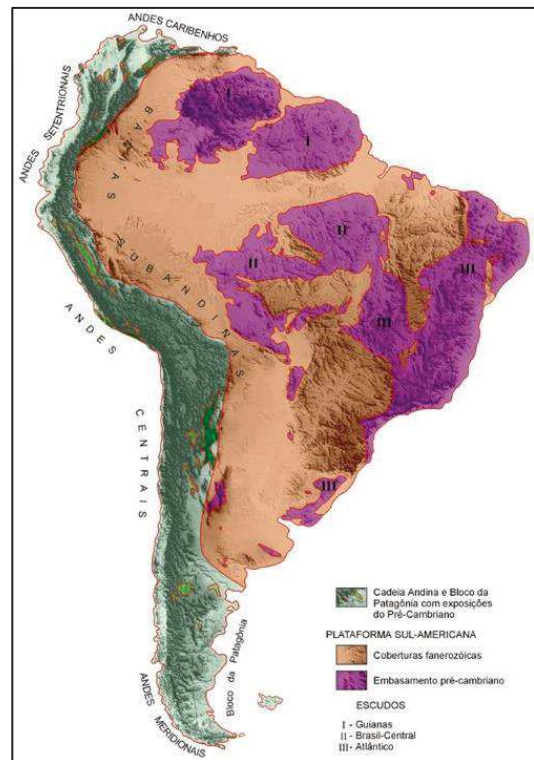 ANDES CARIBENHOS
ANDES SETENTRIONAIS
BACIAS SUBANDINAS
I
I
II
II
III
III
III
ANDES
CENTRAIS
Bloco da Patagônia
ANDES MERIDIONAIS
Cadeia Andina e Bloco da
Patagônia com exposições
do Pré-Cambriano
PLATAFORMA SUL-AMERICANA
Coberturas fanerozóicas
Embasamento pré-cambriano
ESCUDOS
I - Guianas
II - Brasil-Central
III - Atlântico